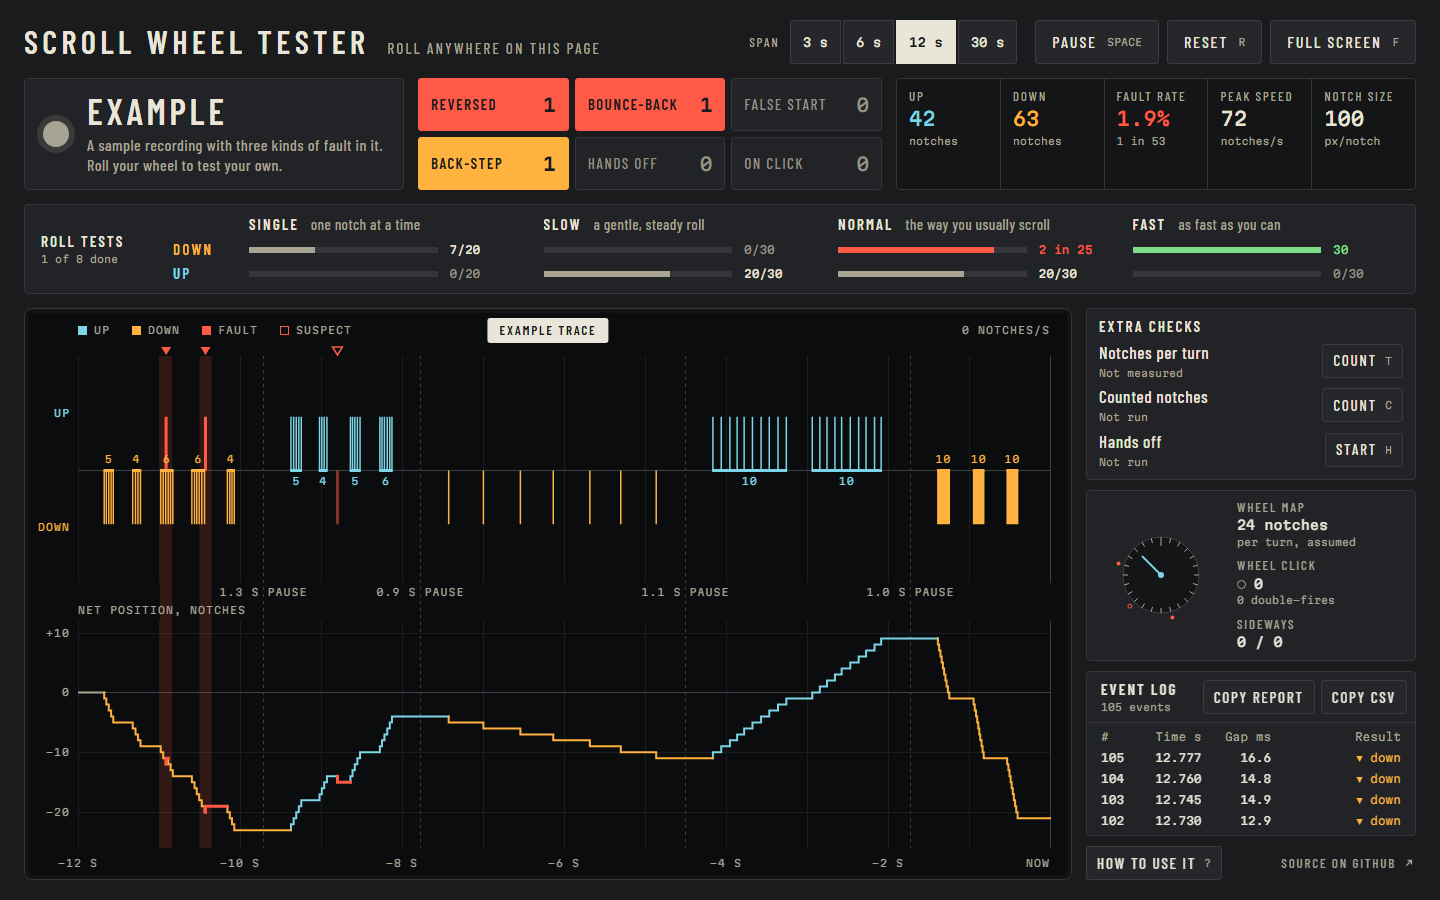 SCROLL WHEEL TESTER ROLL ANYWHERE ON THIS PAGE SPAN 3 s 6 s 12 s 30 s PAUSE SPACE RESET R FULL SCREEN F
EXAMPLE
A sample recording with three kinds of fault in it.
Roll your wheel to test your own.
REVERSED 1 BOUNCE-BACK 1 FALSE START 0
BACK-STEP 1 HANDS OFF 0 ON CLICK 0
UP DOWN FAULT RATE PEAK SPEED NOTCH SIZE
42 63 1.9% 72 100
notches notches 1 in 53 notches/s px/notch
ROLL TESTS
1 of 8 done
SINGLE one notch at a time SLOW a gentle, steady roll NORMAL the way you usually scroll FAST as fast as you can
DOWN 7/20 0/30 2 in 25 30
UP 0/20 20/30 20/30 0/30
UP DOWN FAULT SUSPECT EXAMPLE TRACE 0 NOTCHES/S
UP
5 4 6 6 4 10 10 10
5 4 5 6 10 10
DOWN
1.3 S PAUSE 0.9 S PAUSE 1.1 S PAUSE 1.0 S PAUSE
NET POSITION, NOTCHES
+10
0
−10
−20
−12 S −10 S −8 S −6 S −4 S −2 S NOW
EXTRA CHECKS
Notches per turn
Not measured
COUNT T
Counted notches
Not run
COUNT C
Hands off
Not run
START H
WHEEL MAP
24 notches
per turn, assumed
WHEEL CLICK
0
0 double-fires
SIDEWAYS
0 / 0
EVENT LOG
105 events
COPY REPORT COPY CSV
# Time s Gap ms Result
105 12.777 16.6 ▼ down
104 12.760 14.8 ▼ down
103 12.745 14.9 ▼ down
102 12.730 12.9 ▼ down
HOW TO USE IT ? SOURCE ON GITHUB ↗